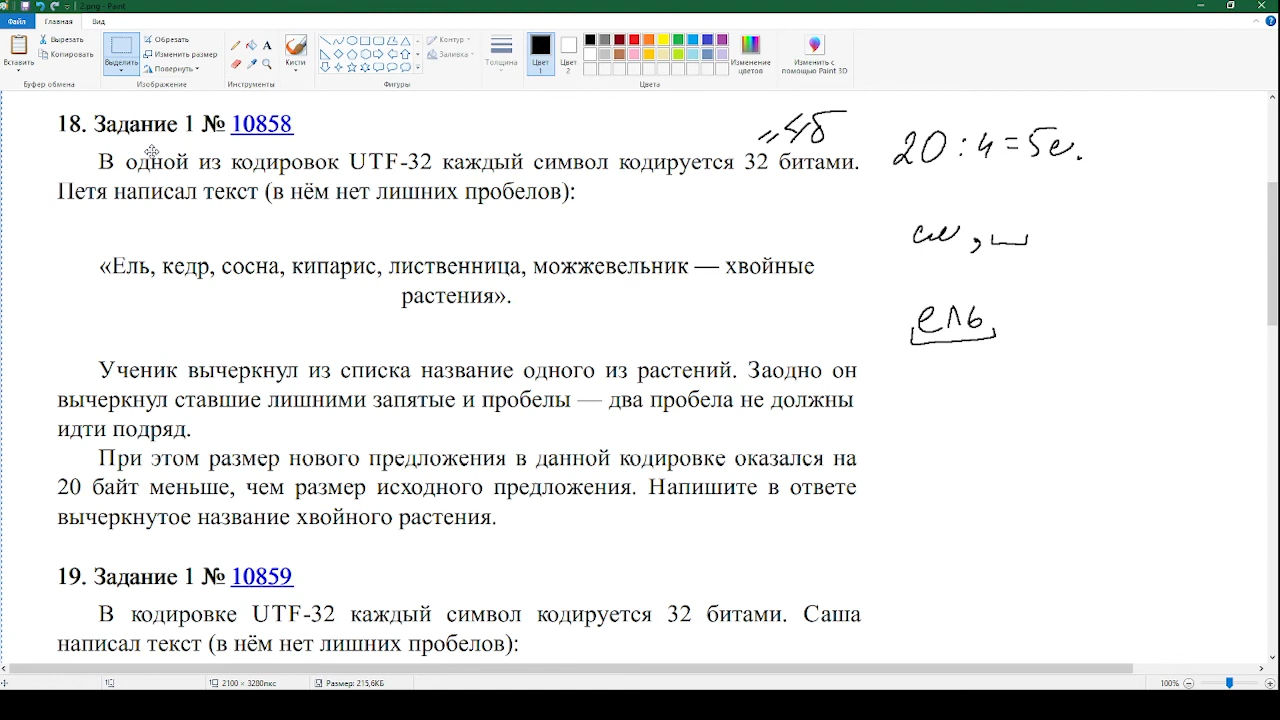 2.png - Paint
Файл Главная Вид
Вставить
Вырезать
Копировать
Буфер обмена
Выделить
Обрезать
Изменить размер
Повернуть
Изображение
A
Инструменты
Кисти
Контур
Заливка
Фигуры
Толщина
Цвет 1
Цвет 2
Изменение цветов
Цвета
Изменить с помощью Paint 3D
18. Задание 1 № 10858
= 4б
20 : 4 = 5с.
В одной из кодировок UTF-32 каждый символ кодируется 32 битами.
Петя написал текст (в нём нет лишних пробелов):
«Ель, кедр, сосна, кипарис, лиственница, можжевельник — хвойные
растения».
ель
Ученик вычеркнул из списка название одного из растений. Заодно он
вычеркнул ставшие лишними запятые и пробелы — два пробела не должны
идти подряд.
При этом размер нового предложения в данной кодировке оказался на
20 байт меньше, чем размер исходного предложения. Напишите в ответе
вычеркнутое название хвойного растения.
19. Задание 1 № 10859
В кодировке UTF-32 каждый символ кодируется 32 битами. Саша
написал текст (в нём нет лишних пробелов):
2100 × 3280пкс
Размер: 215,6КБ
100%